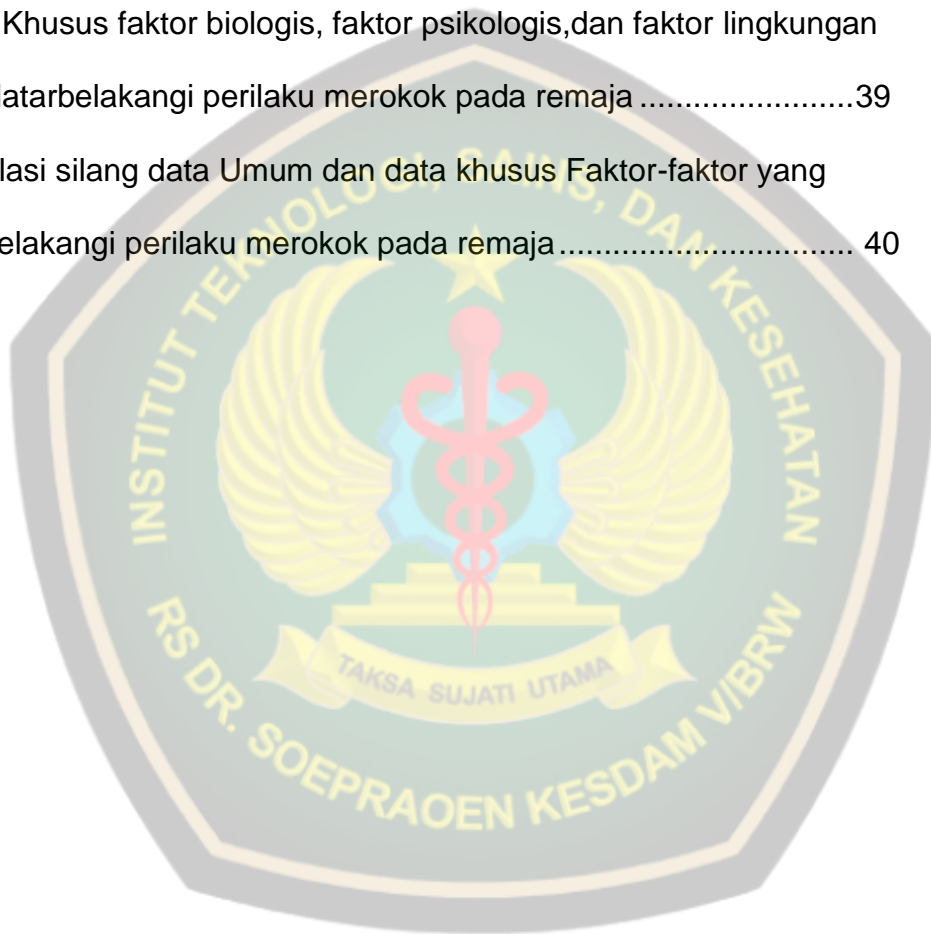 Khusus faktor biologis, faktor psikologis,dan faktor lingkungan
latarbelakangi perilaku merokok pada remaja ........................39
lasi silang data Umum dan data khusus Faktor-faktor yang
elakangi perilaku merokok pada remaja................................. 40
INSTITUT TEKNOLOGI, SAINS, DAN KESEHATAN
TAKSA SUJATI UTAMA
RS DR. SOEPRAOEN KESDAM V/BRW